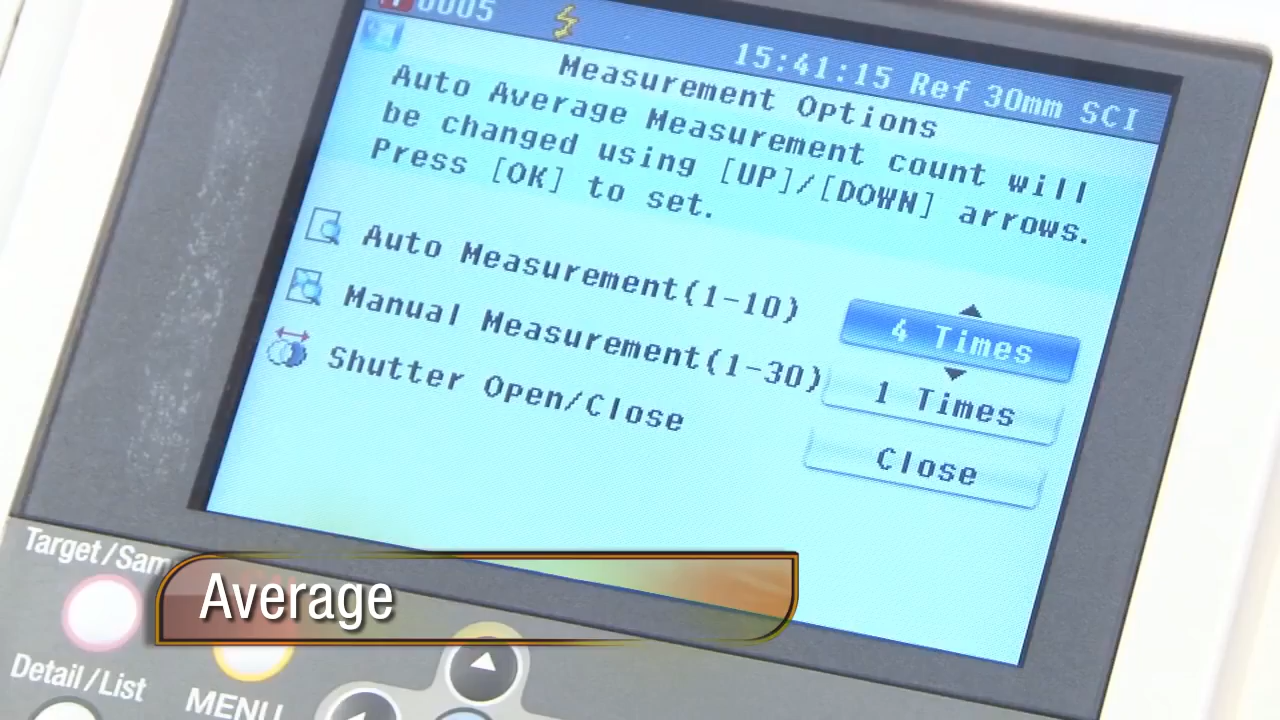 0005
15:41:15 Ref 30mm SCI
Measurement Options
Auto Average Measurement count will
be changed using [UP]/[DOWN] arrows.
Press [OK] to set.
Auto Measurement(1-10)
4 Times
Manual Measurement(1-30)
1 Times
Shutter Open/Close
Close
Target/Sam
Average
Detail/List
MENU